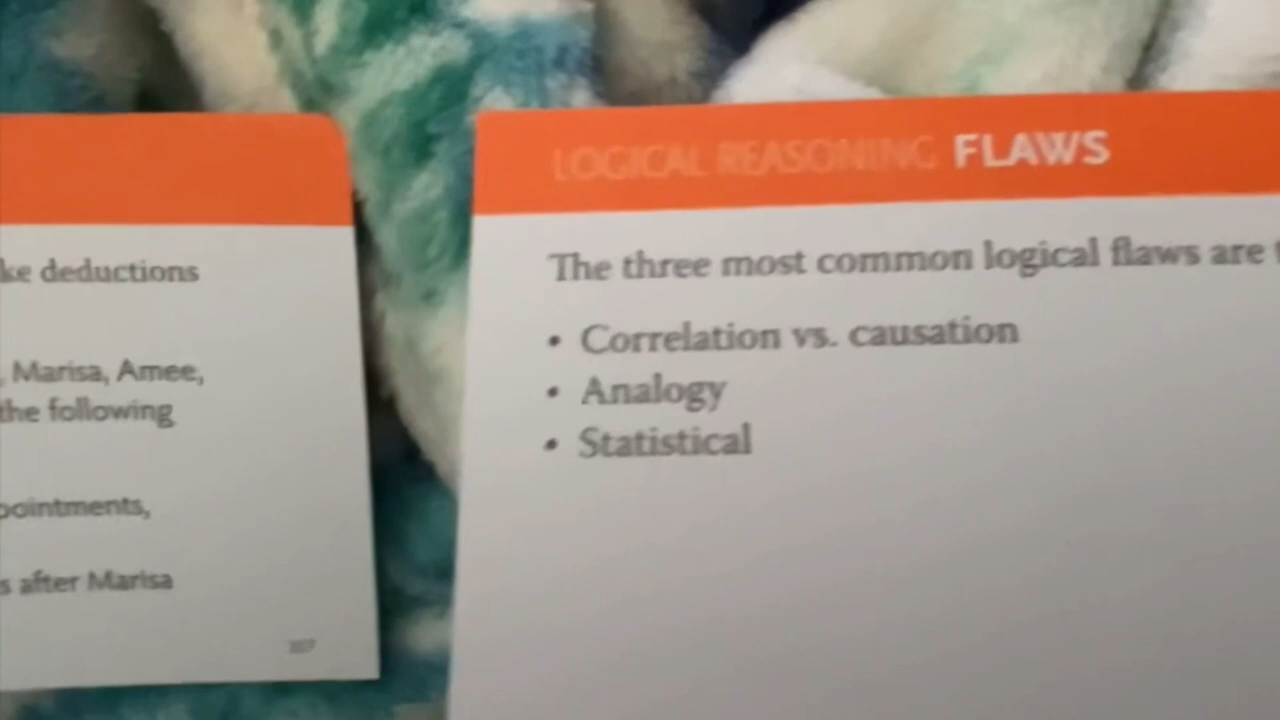 ke deductions
, Marisa, Amee,
the following
pointments,
s after Marisa
LOGICAL REASONING FLAWS
The three most common logical flaws are
• Correlation vs. causation
• Analogy
• Statistical